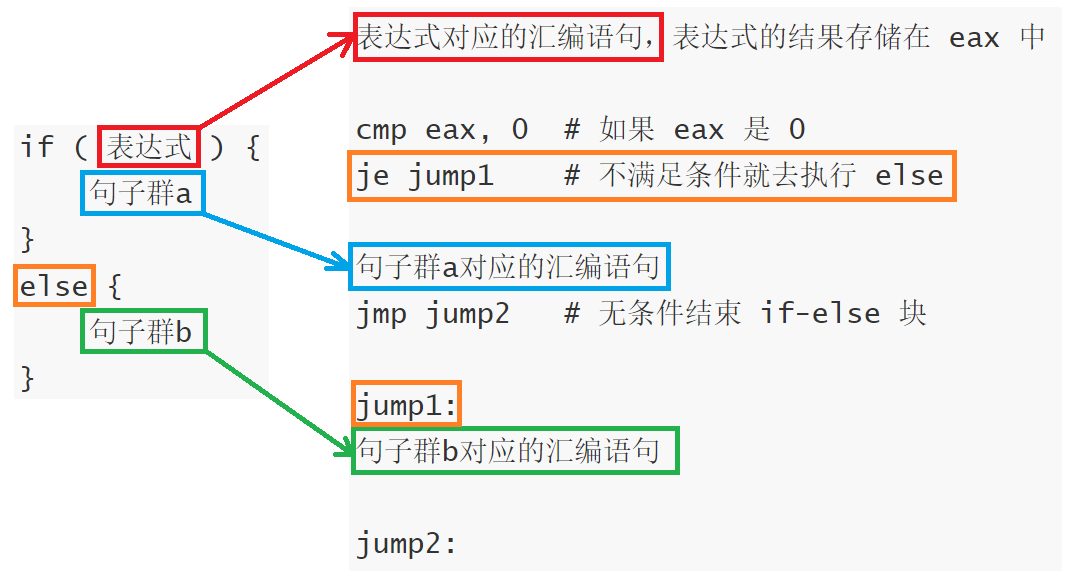 if ( 表达式 ) {
句子群a
}
else {
句子群b
}
表达式对应的汇编语句，表达式的结果存储在 eax 中
cmp eax, 0  # 如果 eax 是 0
je jump1    # 不满足条件就去执行 else
句子群a对应的汇编语句
jmp jump2   # 无条件结束 if-else 块
jump1:
句子群b对应的汇编语句
jump2: